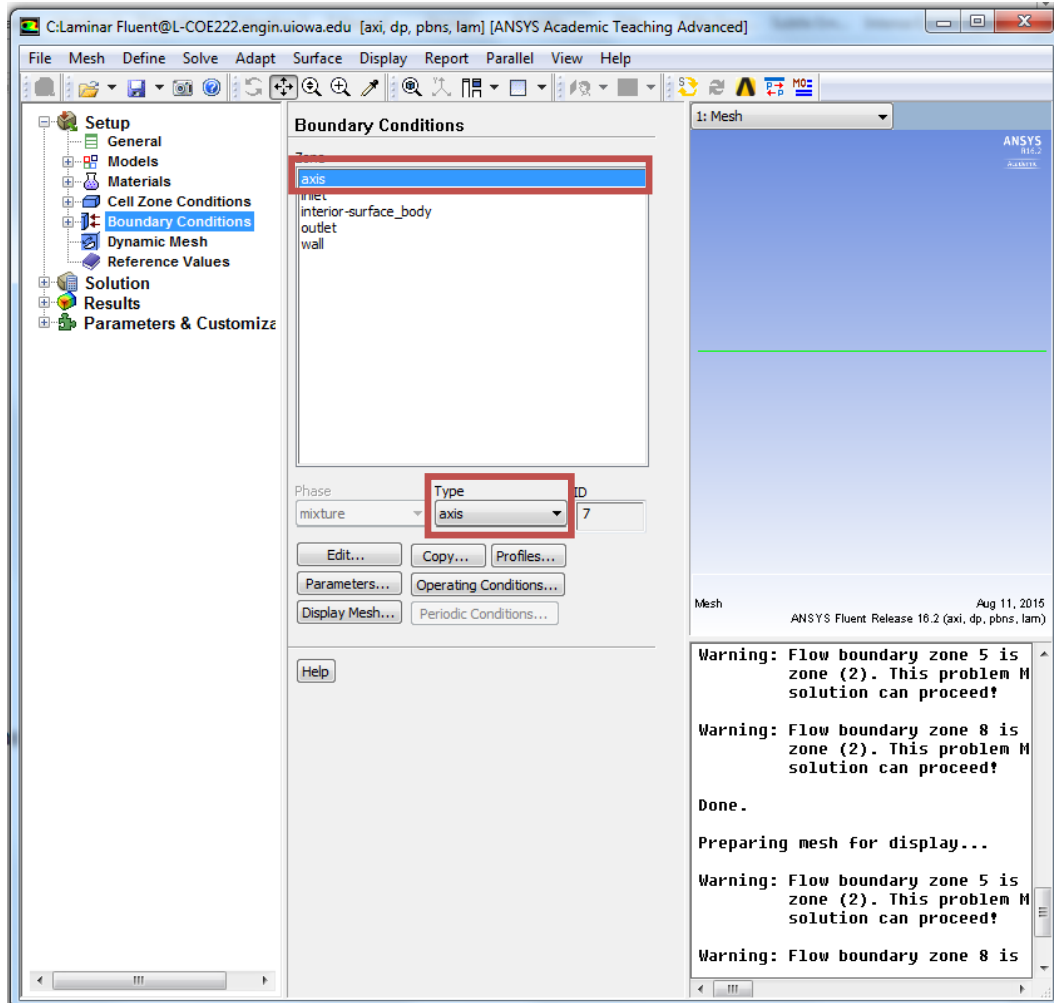 C:Laminar Fluent@L-COE222.engin.uiowa.edu [axi, dp, pbns, lam] [ANSYS Academic Teaching Advanced]
File Mesh Define Solve Adapt Surface Display Report Parallel View Help
Setup
General
Models
Materials
Cell Zone Conditions
Boundary Conditions
Dynamic Mesh
Reference Values
Solution
Results
Parameters & Customiza
Boundary Conditions
Zone
axis
inlet
interior-surface_body
outlet
wall
Phase Type ID
mixture axis 7
Edit... Copy... Profiles...
Parameters... Operating Conditions...
Display Mesh... Periodic Conditions...
Help
1: Mesh
ANSYS
R16.2
Academic
Mesh Aug 11, 2015
ANSYS Fluent Release 16.2 (axi, dp, pbns, lam)
Warning: Flow boundary zone 5 is
zone (2). This problem M
solution can proceed!
Warning: Flow boundary zone 8 is
zone (2). This problem M
solution can proceed!
Done.
Preparing mesh for display...
Warning: Flow boundary zone 5 is
zone (2). This problem M
solution can proceed!
Warning: Flow boundary zone 8 is